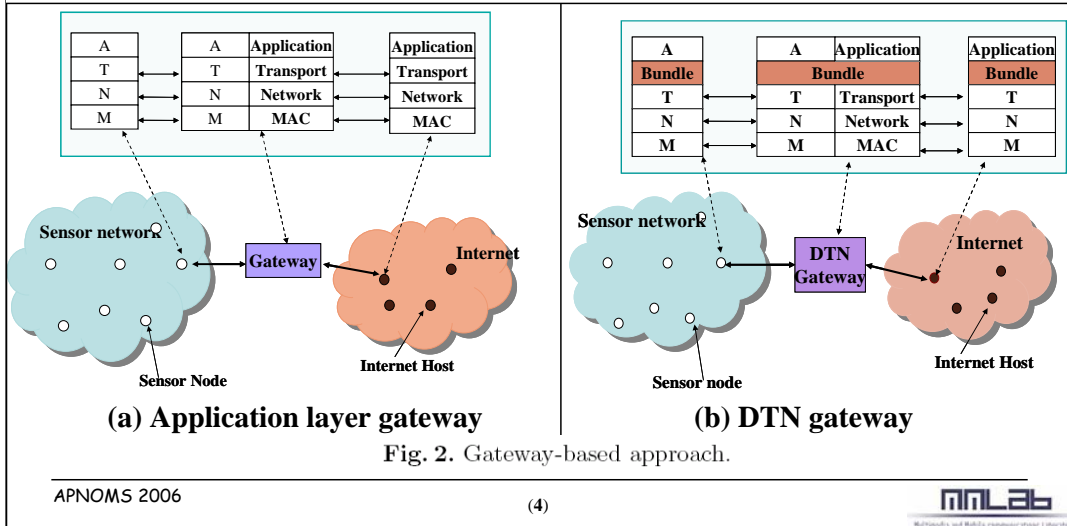 A
T
N
M
A Application
T Transport
N Network
M MAC
Application
Transport
Network
MAC
Sensor network
Gateway
Internet
Sensor Node
Internet Host
(a) Application layer gateway
A
Bundle
T
N
M
A Application
Bundle
T Transport
N Network
M MAC
Application
Bundle
T
N
M
Sensor network
DTN
Gateway
Internet
Sensor node
Internet Host
(b) DTN gateway
Fig. 2. Gateway-based approach.
APNOMS 2006
(4)
MMLab